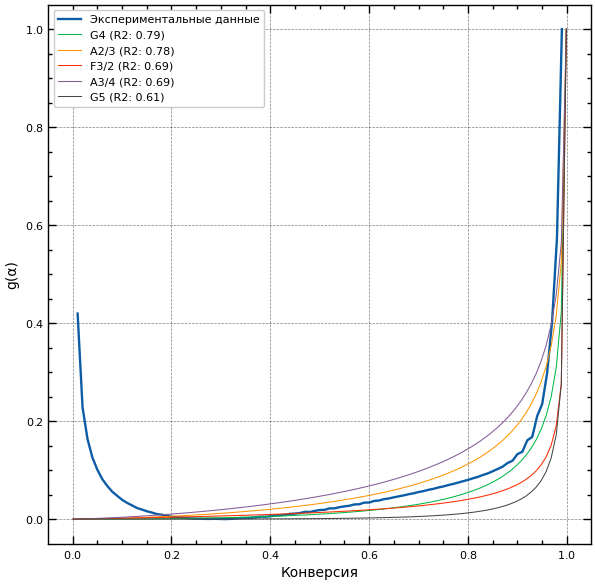 Экспериментальные данные
G4 (R2: 0.79)
A2/3 (R2: 0.78)
F3/2 (R2: 0.69)
A3/4 (R2: 0.69)
G5 (R2: 0.61)
1.0
0.8
0.6
0.4
0.2
0.0
g(α)
0.0 0.2 0.4 0.6 0.8 1.0
Конверсия